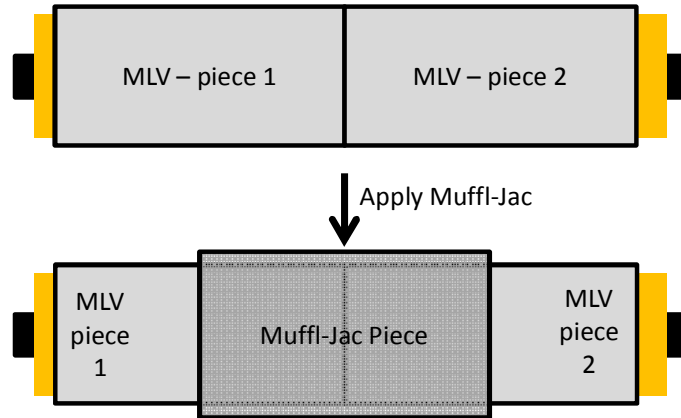 MLV – piece 1
MLV – piece 2
Apply Muffl-Jac
MLV
piece
1
Muffl-Jac Piece
MLV
piece
2